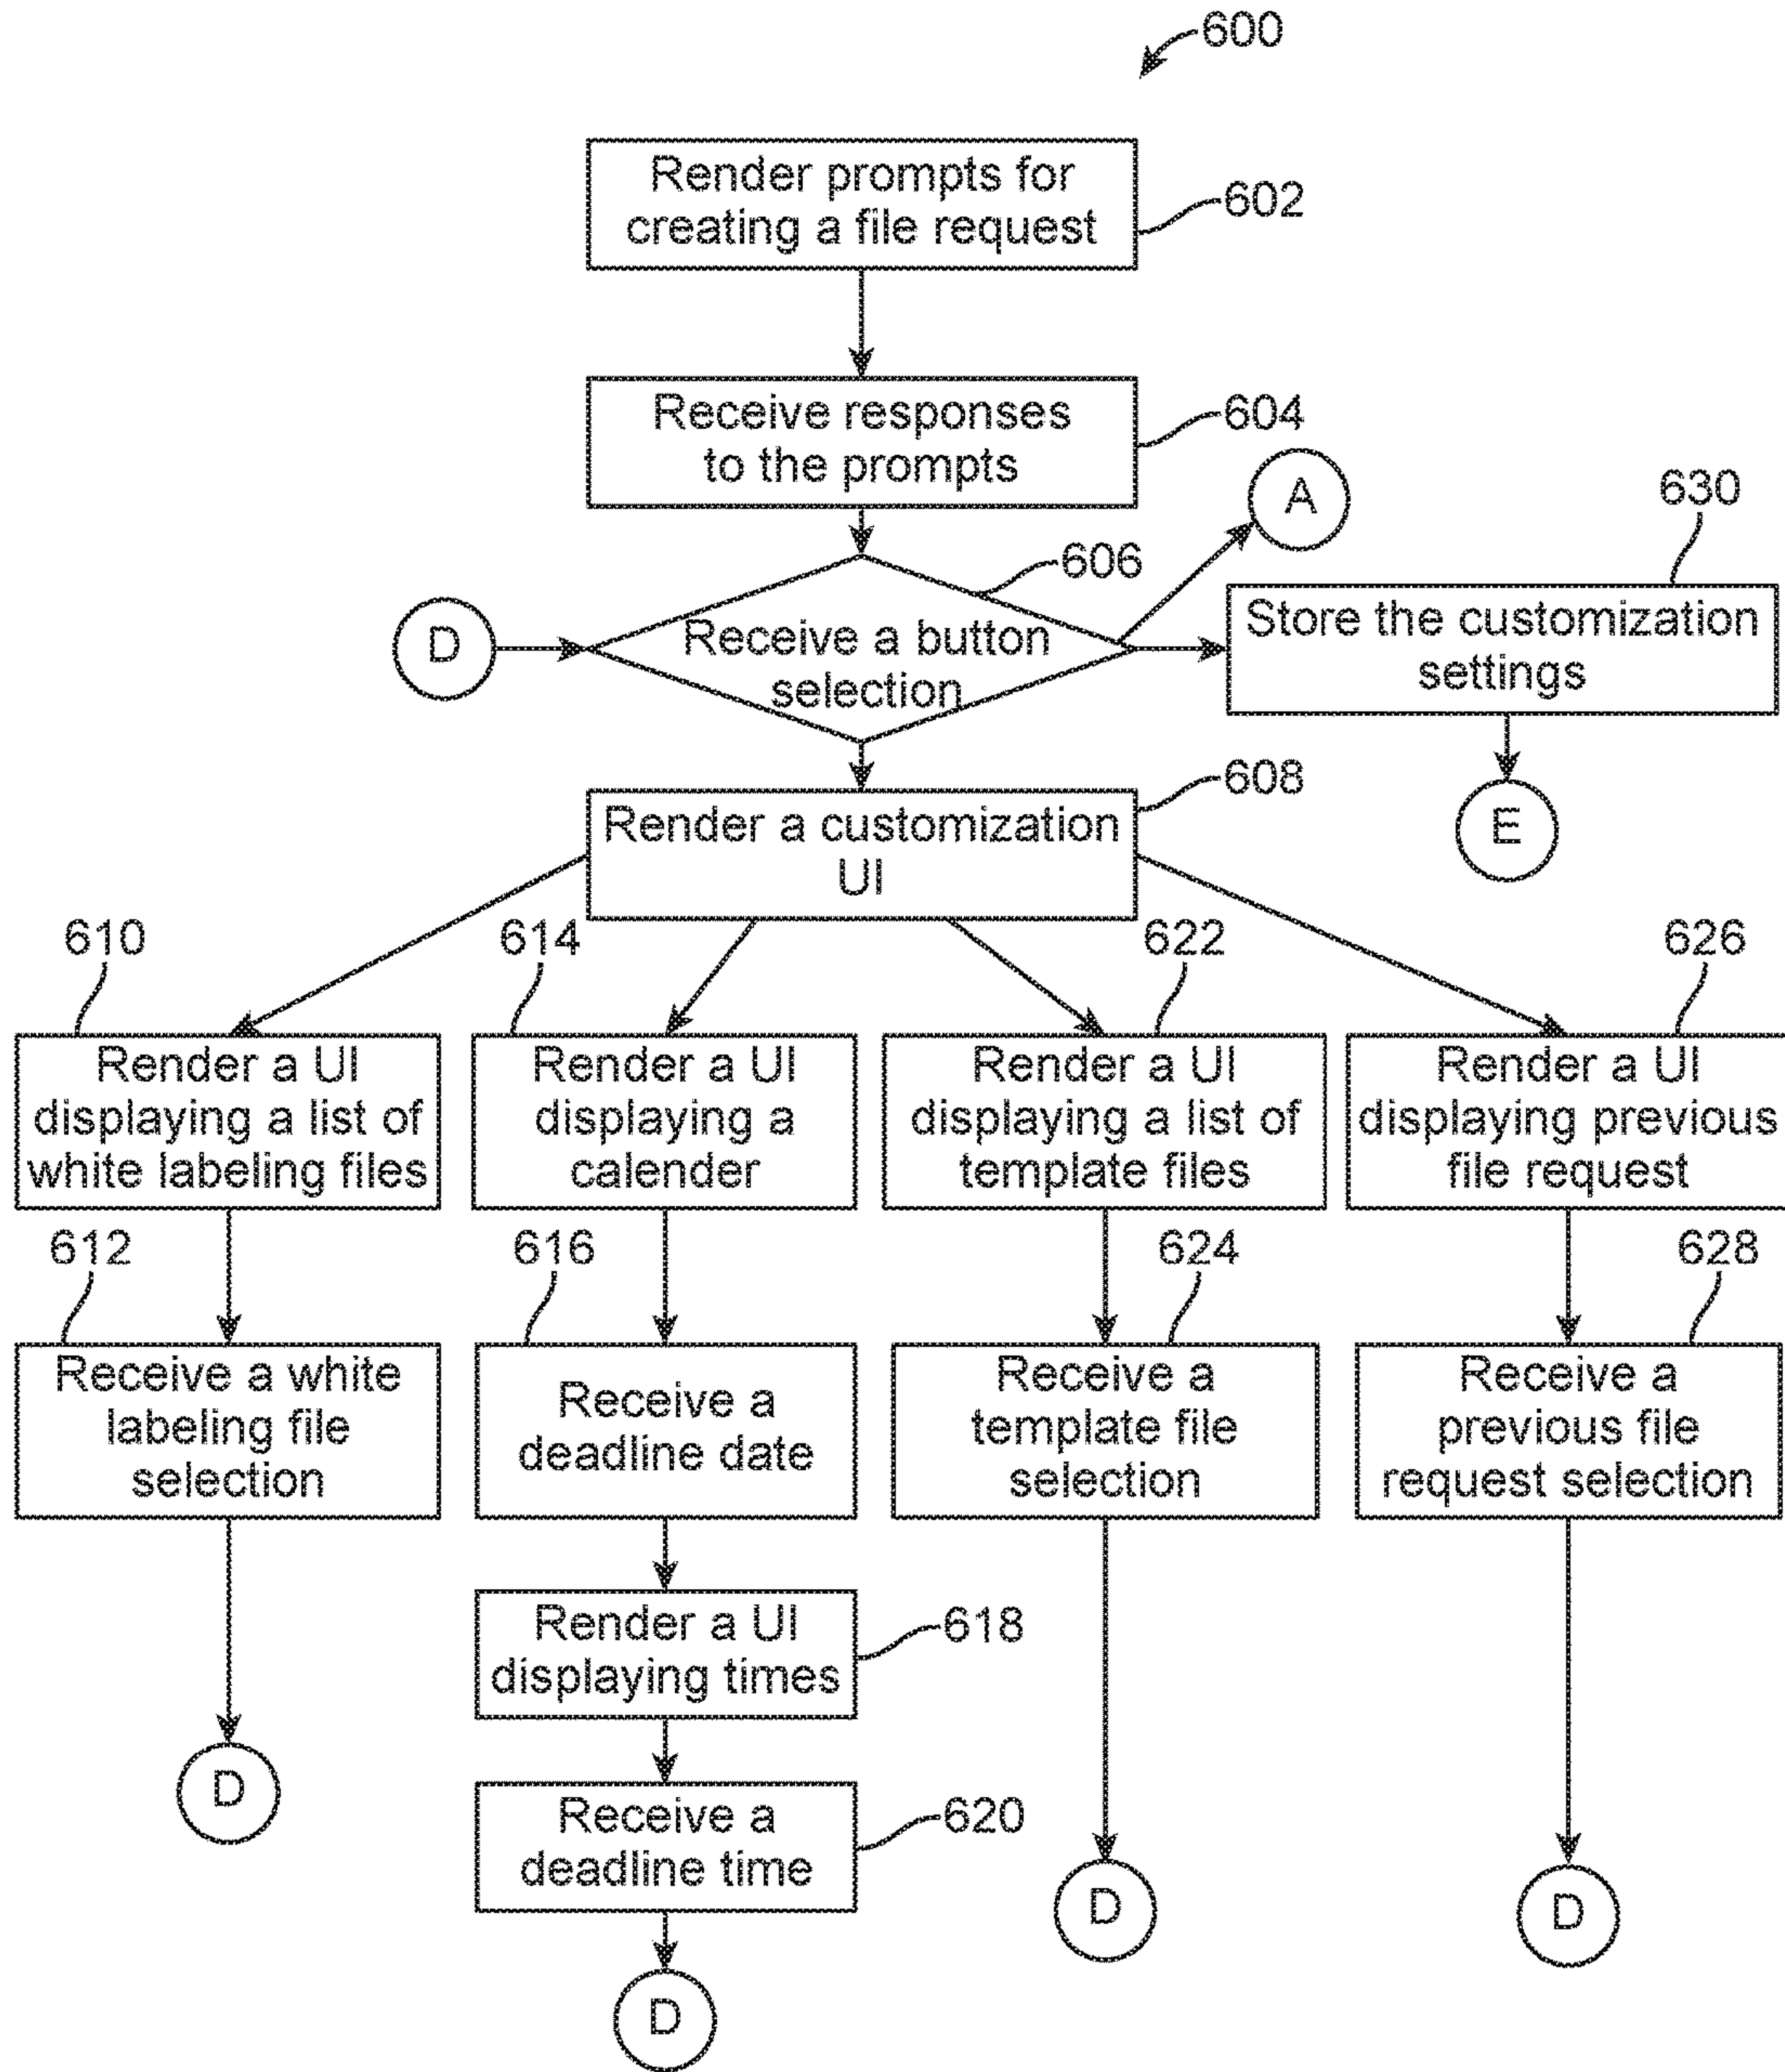 600
Render prompts for
creating a file request
602
Receive responses
to the prompts
604
A
630
606
D
Receive a button
selection
Store the customization
settings
608
Render a customization
UI
E
610
614
622
626
Render a UI
displaying a list of
white labeling files
Render a UI
displaying a
calender
Render a UI
displaying a list of
template files
Render a UI
displaying previous
file request
612
616
624
628
Receive a white
labeling file
selection
Receive a
deadline date
Receive a
template file
selection
Receive a
previous file
request selection
Render a UI
displaying times
618
D
Receive a
deadline time
620
D
D
D